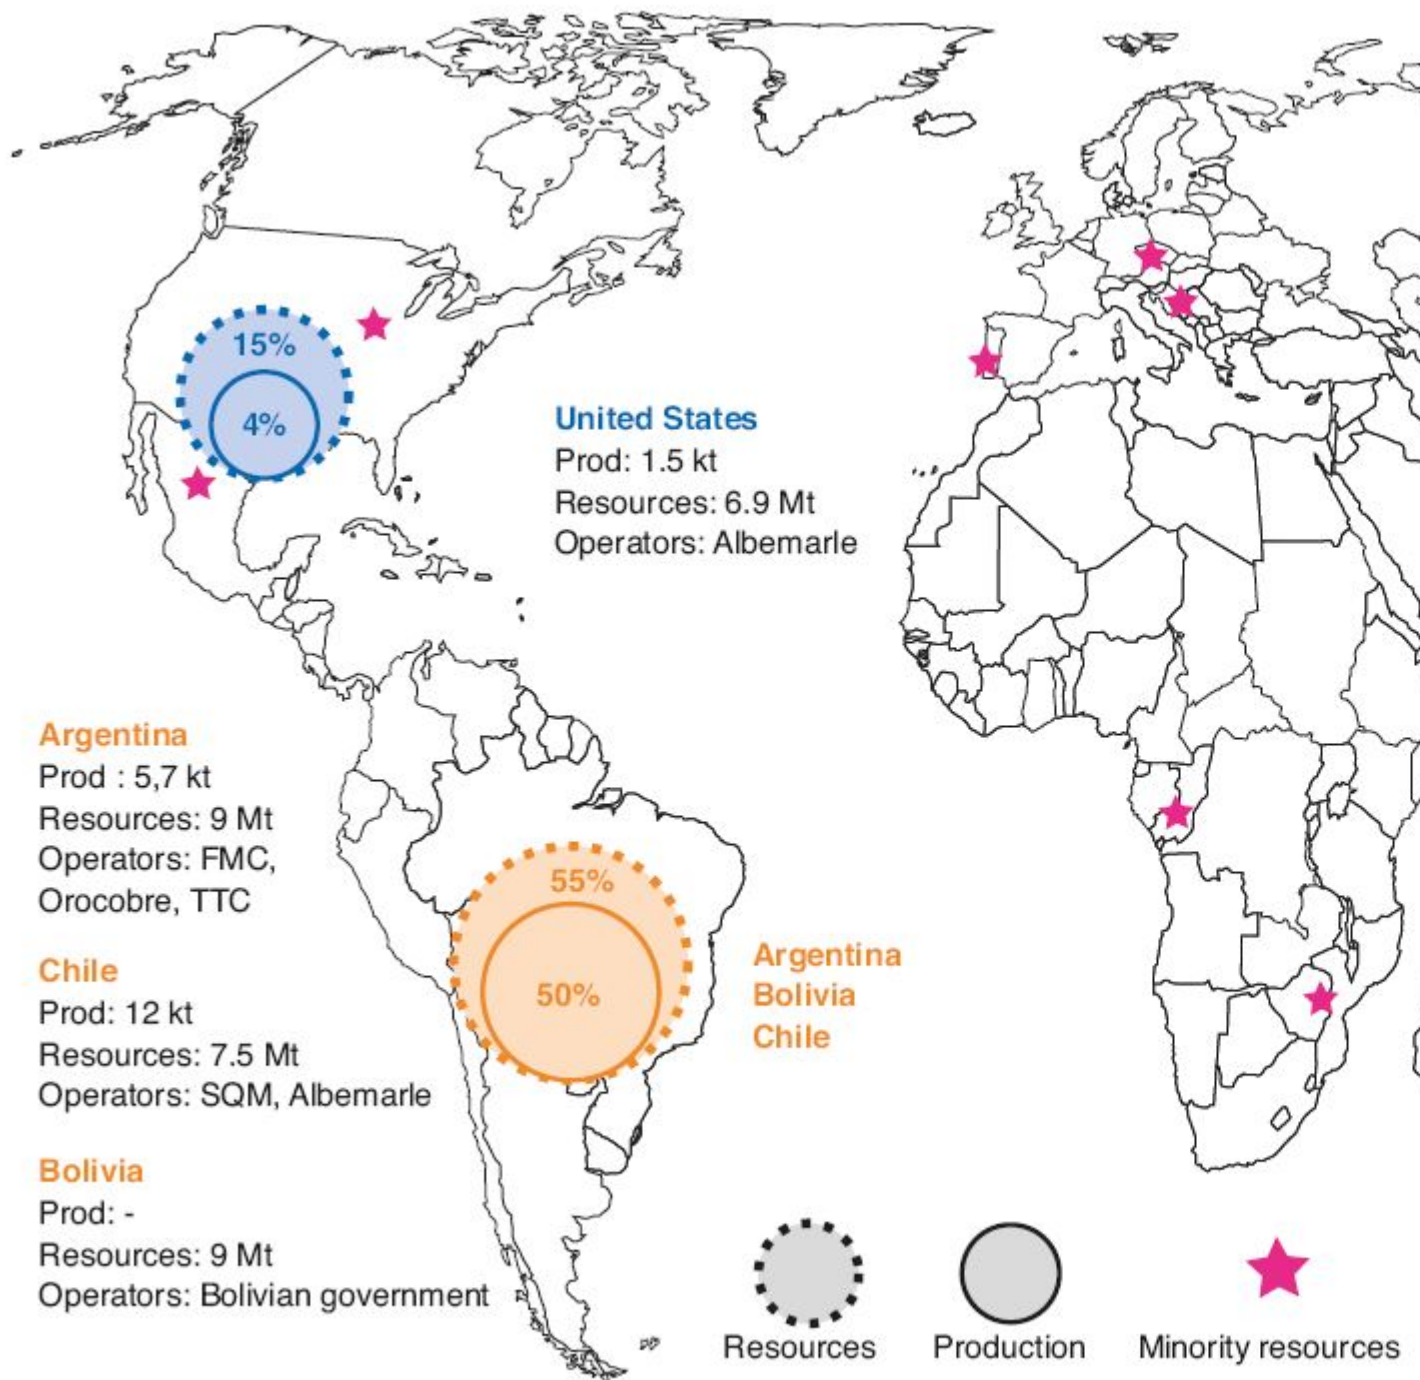 15%
4%
United States
Prod: 1.5 kt
Resources: 6.9 Mt
Operators: Albemarle
Argentina
Prod : 5,7 kt
Resources: 9 Mt
Operators: FMC,
Orocobre, TTC
Chile
Prod: 12 kt
Resources: 7.5 Mt
Operators: SQM, Albemarle
Bolivia
Prod: -
Resources: 9 Mt
Operators: Bolivian government
55%
50%
Argentina
Bolivia
Chile
Resources
Production
Minority resources